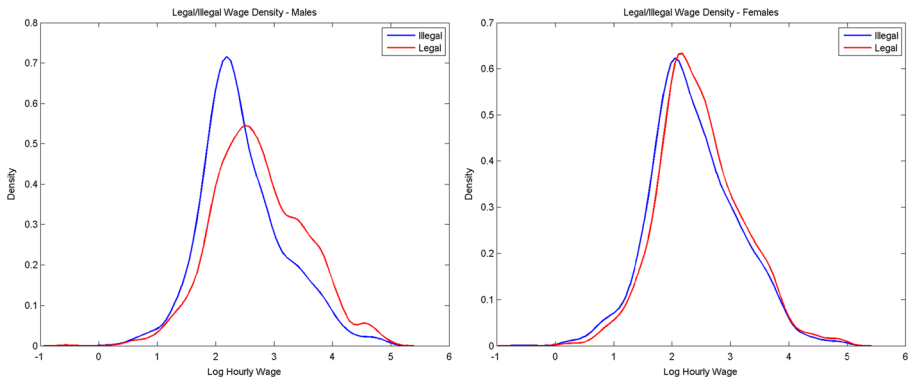 Legal/Illegal Wage Density - Males
Illegal
Legal
0.8
0.7
0.6
0.5
0.4
0.3
0.2
0.1
0
Density
-1 0 1 2 3 4 5 6
Log Hourly Wage
Legal/Illegal Wage Density - Females
Illegal
Legal
0.7
0.6
0.5
0.4
0.3
0.2
0.1
0
Density
-1 0 1 2 3 4 5 6
Log Hourly Wage